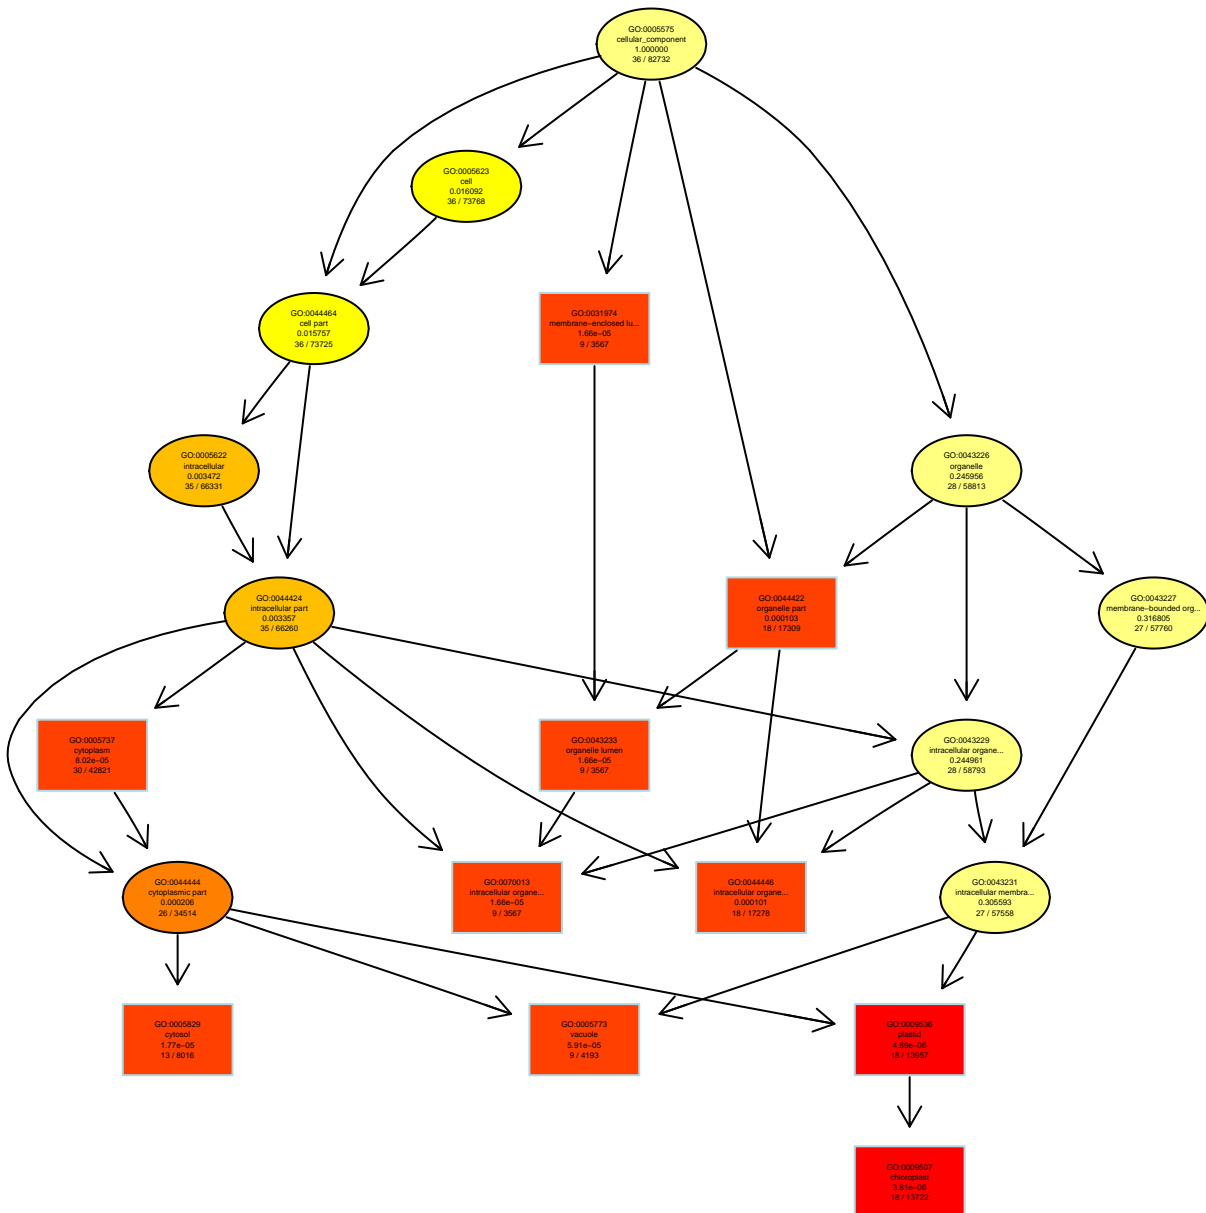 GO:0005575
cellular_component
1.000000
36 / 82732
GO:0005623
cell
0.016092
36 / 73768
GO:0044464
cell part
0.015757
36 / 73725
GO:0031974
membrane−enclosed lu...
1.66e−05
9 / 3567
GO:0005622
intracellular
0.003472
35 / 66331
GO:0043226
organelle
0.245956
28 / 58813
GO:0044424
intracellular part
0.003357
35 / 66260
GO:0044422
organelle part
0.000103
18 / 17309
GO:0043227
membrane−bounded org...
0.316805
27 / 57760
GO:0005737
cytoplasm
8.02e−05
30 / 42821
GO:0043233
organelle lumen
1.66e−05
9 / 3567
GO:0043229
intracellular organe...
0.244961
28 / 58793
GO:0044444
cytoplasmic part
0.000206
26 / 34514
GO:0070013
intracellular organe...
1.66e−05
9 / 3567
GO:0044446
intracellular organe...
0.000101
18 / 17278
GO:0043231
intracellular membra...
0.305593
27 / 57558
GO:0005829
cytosol
1.77e−05
13 / 8016
GO:0005773
vacuole
5.91e−05
9 / 4193
GO:0009536
plastid
4.89e−06
18 / 13957
GO:0009507
chloroplast
3.81e−06
18 / 13722